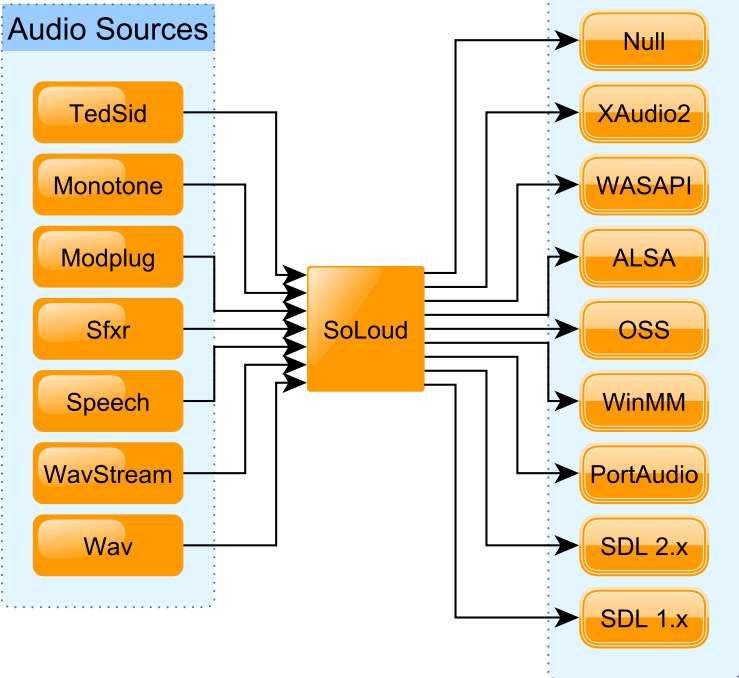 Audio Sources
TedSid
Monotone
Modplug
Sfxr
Speech
WavStream
Wav
SoLoud
Null
XAudio2
WASAPI
ALSA
OSS
WinMM
PortAudio
SDL 2.x
SDL 1.x